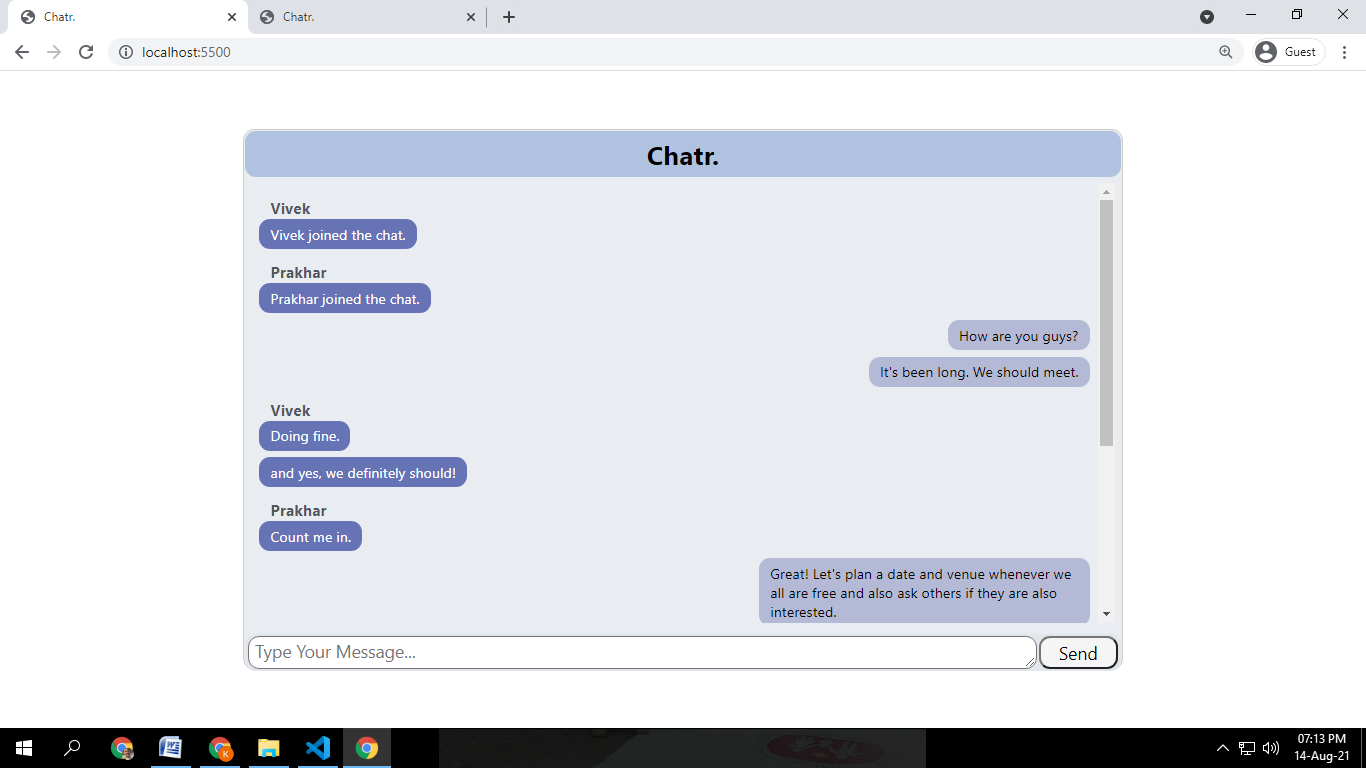 Chatr.
Chatr.
localhost:5500
Guest
Chatr.
Vivek
Vivek joined the chat.
Prakhar
Prakhar joined the chat.
How are you guys?
It's been long. We should meet.
Vivek
Doing fine.
and yes, we definitely should!
Prakhar
Count me in.
Great! Let's plan a date and venue whenever we
all are free and also ask others if they are also
interested.
Type Your Message...
Send
07:13 PM
14-Aug-21